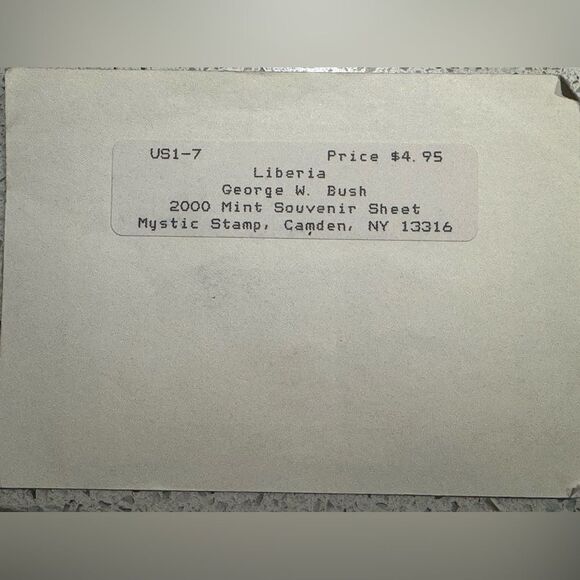 US1-7 Price $4.95
Liberia
George W. Bush
2000 Mint Souvenir Sheet
Mystic Stamp, Camden, NY 13316